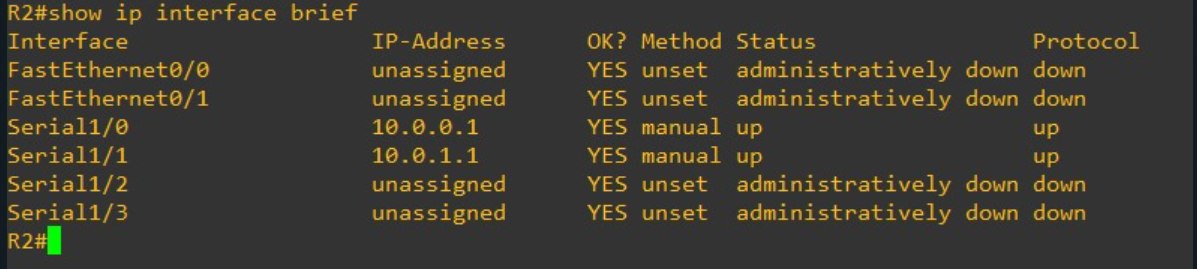 R2#show ip interface brief
Interface                  IP-Address      OK? Method Status                Protocol
FastEthernet0/0            unassigned      YES unset  administratively down down
FastEthernet0/1            unassigned      YES unset  administratively down down
Serial1/0                  10.0.0.1        YES manual up                    up
Serial1/1                  10.0.1.1        YES manual up                    up
Serial1/2                  unassigned      YES unset  administratively down down
Serial1/3                  unassigned      YES unset  administratively down down
R2#